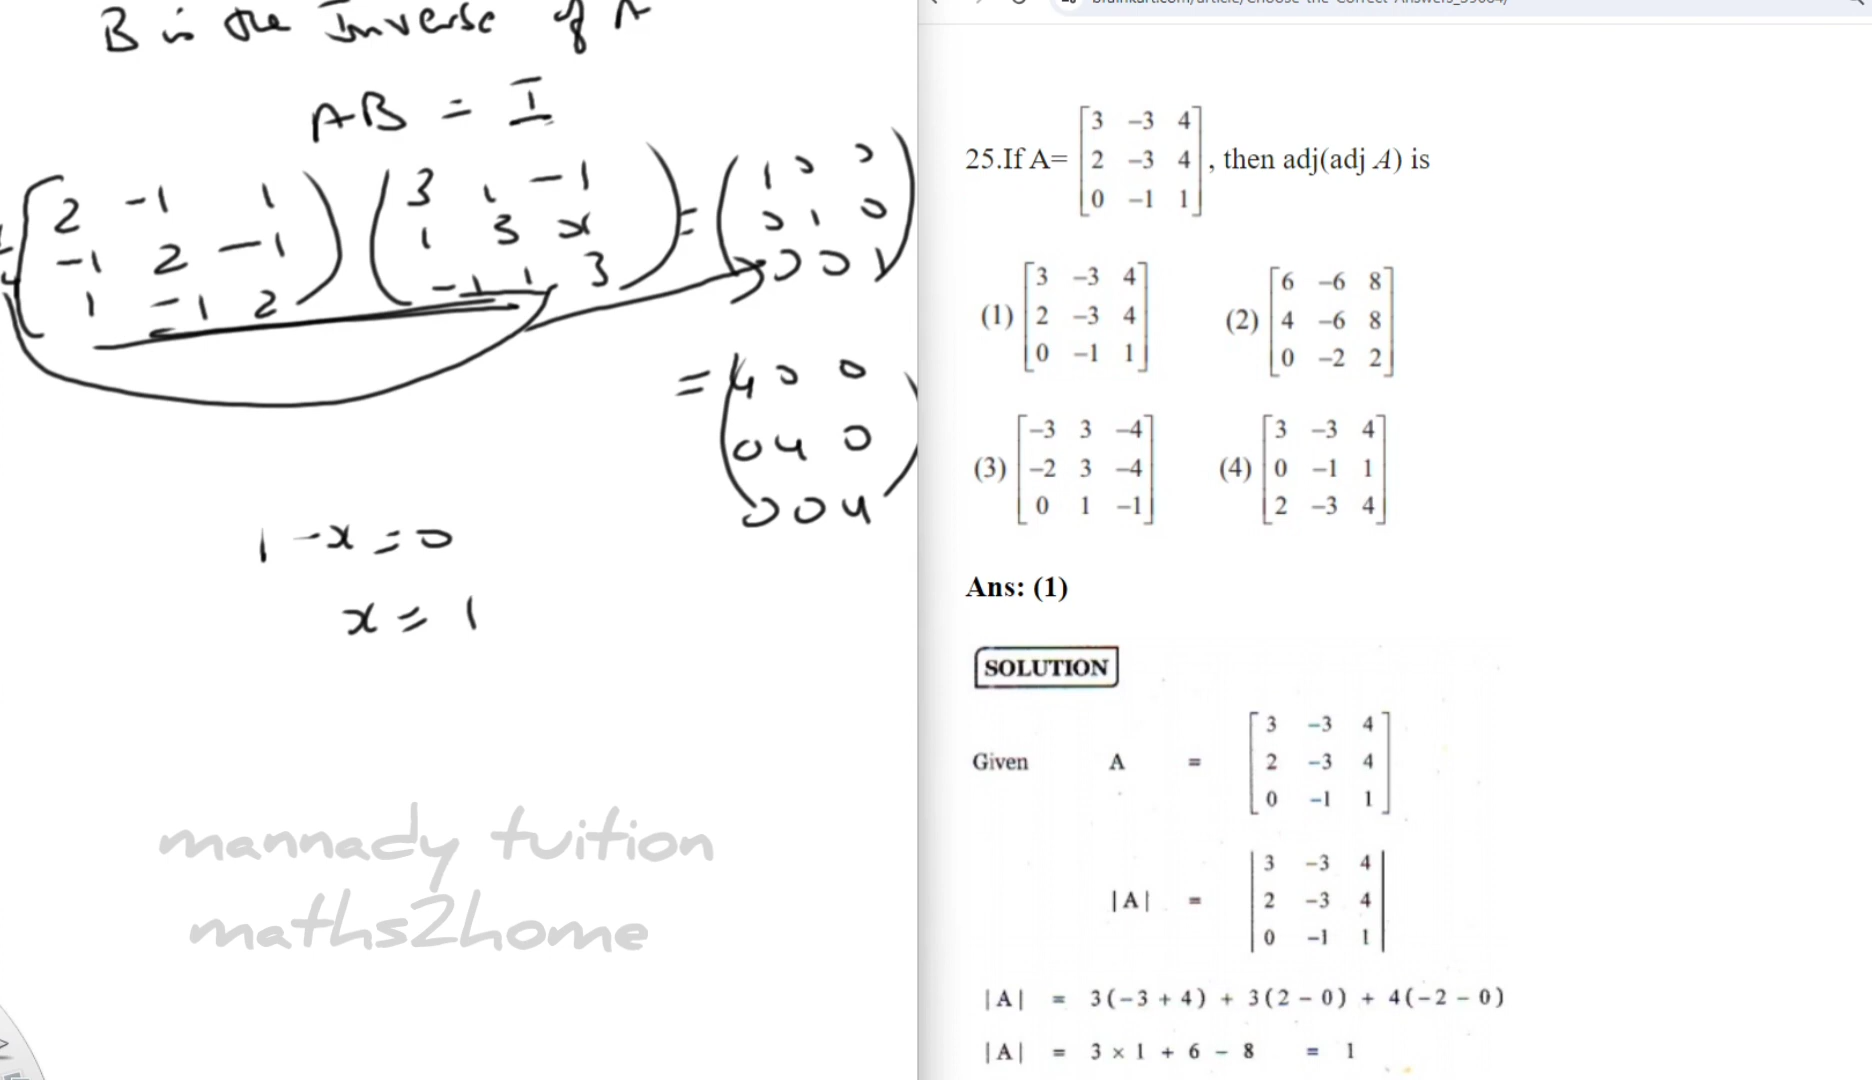 B is the Inverse of A
AB = I
2 -1 1
-1 2 -1
1 -1 2
3 1 -1
1 3 x
-1 1 3
=
1 0 0
0 1 0
0 0 1
= 4 0 0
0 4 0
0 0 4
1 - x = 0
x = 1
mannady tuition
maths2home
25.If A= [3 −3 4
2 −3 4
0 −1 1] , then adj(adj A) is
(1) [3 −3 4
2 −3 4
0 −1 1]
(2) [6 −6 8
4 −6 8
0 −2 2]
(3) [−3 3 −4
−2 3 −4
0 1 −1]
(4) [3 −3 4
0 −1 1
2 −3 4]
Ans: (1)
SOLUTION
Given A = [3 −3 4
2 −3 4
0 −1 1]
|A| = |3 −3 4
2 −3 4
0 −1 1|
|A| = 3(−3 + 4) + 3(2 − 0) + 4(−2 − 0)
|A| = 3 × 1 + 6 − 8 = 1